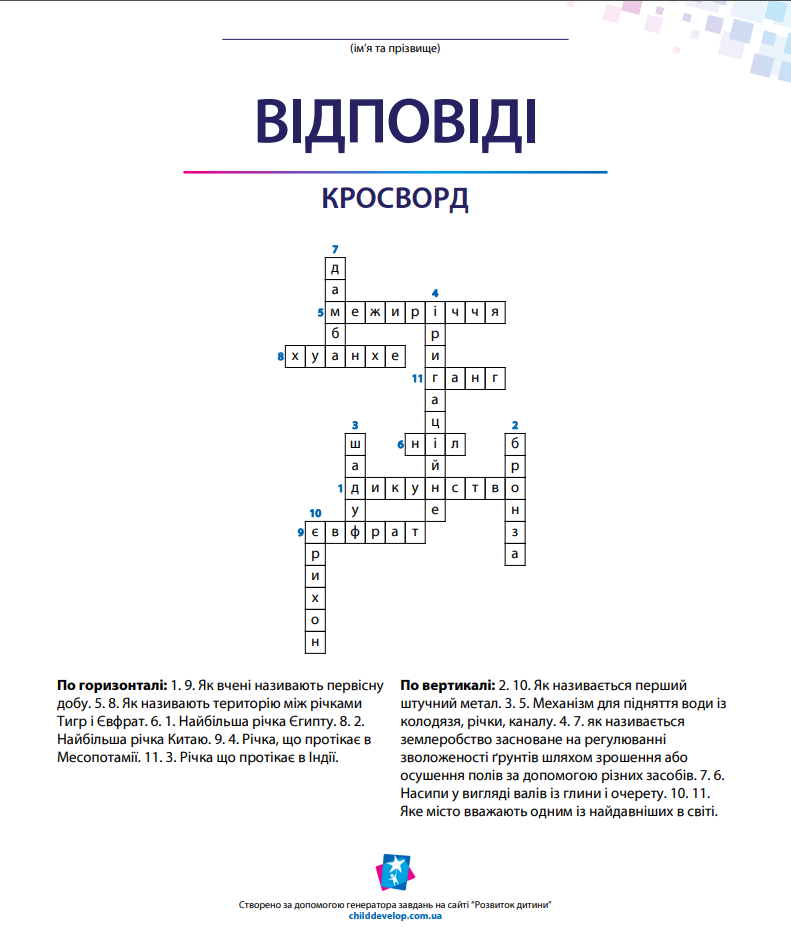 (ім’я та прізвище)
ВІДПОВІДІ
КРОСВОРД
7
д
а 4
5 м е ж и р і ч ч я
б р
8 х у а н х е и
11 г а н г
а
ц
3 6 н і л 2
ш і б
а й р
1 д и к у н с т в о
10 у е н
9 є в ф р а т з
р а
и
х
о
н
По горизонталі: 1. 9. Як вчені називають первісну
добу. 5. 8. Як називають територію між річками
Тигр і Євфрат. 6. 1. Найбільша річка Єгипту. 8. 2.
Найбільша річка Китаю. 9. 4. Річка, що протікає в
Месопотамії. 11. 3. Річка що протікає в Індії.
По вертикалі: 2. 10. Як називається перший
штучний метал. 3. 5. Механізм для підняття води із
колодязя, річки, каналу. 4. 7. як називається
землеробство засноване на регулюванні
зволоженості ґрунтів шляхом зрошення або
осушення полів за допомогою різних засобів. 7. 6.
Насипи у вигляді валів із глини і очерету. 10. 11.
Яке місто вважають одним із найдавніших в світі.
Створено за допомогою генератора завдань на сайті “Розвиток дитини”
childdevelop.com.ua